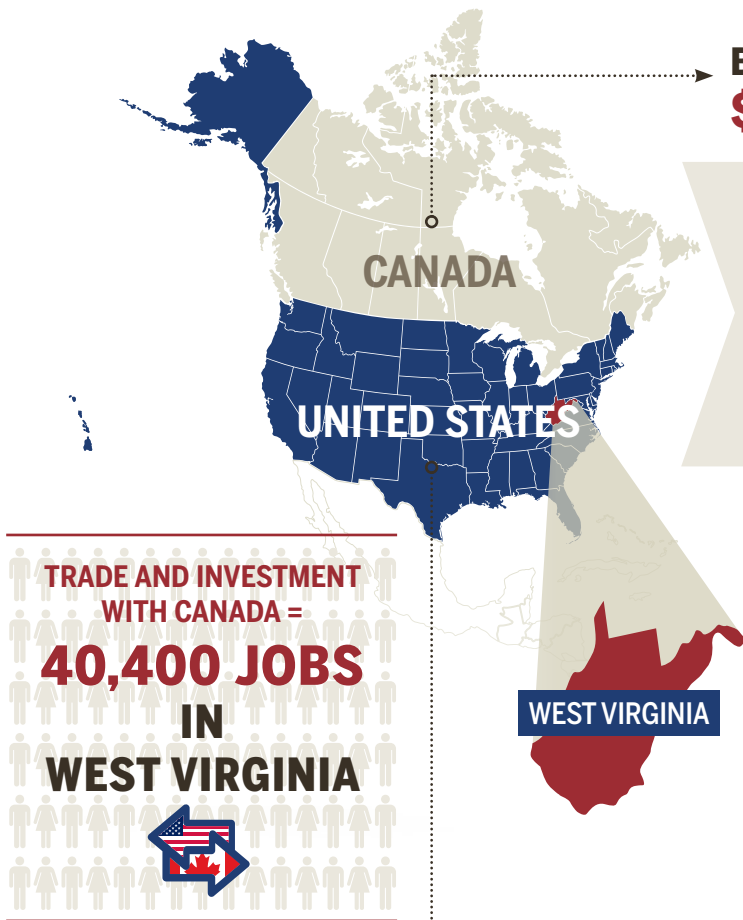 $
CANADA
UNITED STATES
TRADE AND INVESTMENT
WITH CANADA =
40,400 JOBS
IN
WEST VIRGINIA
WEST VIRGINIA